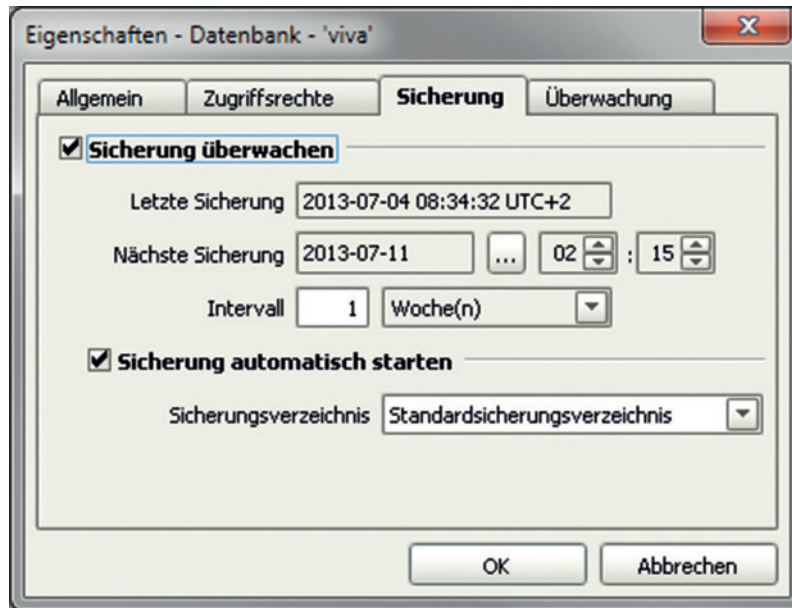 Eigenschaften - Datenbank - 'viva'
Allgemein Zugriffsrechte Sicherung Überwachung
Sicherung überwachen
Letzte Sicherung 2013-07-04 08:34:32 UTC+2
Nächste Sicherung 2013-07-11 ... 02 : 15
Intervall 1 Woche(n)
Sicherung automatisch starten
Sicherungsverzeichnis Standardsicherungsverzeichnis
OK Abbrechen